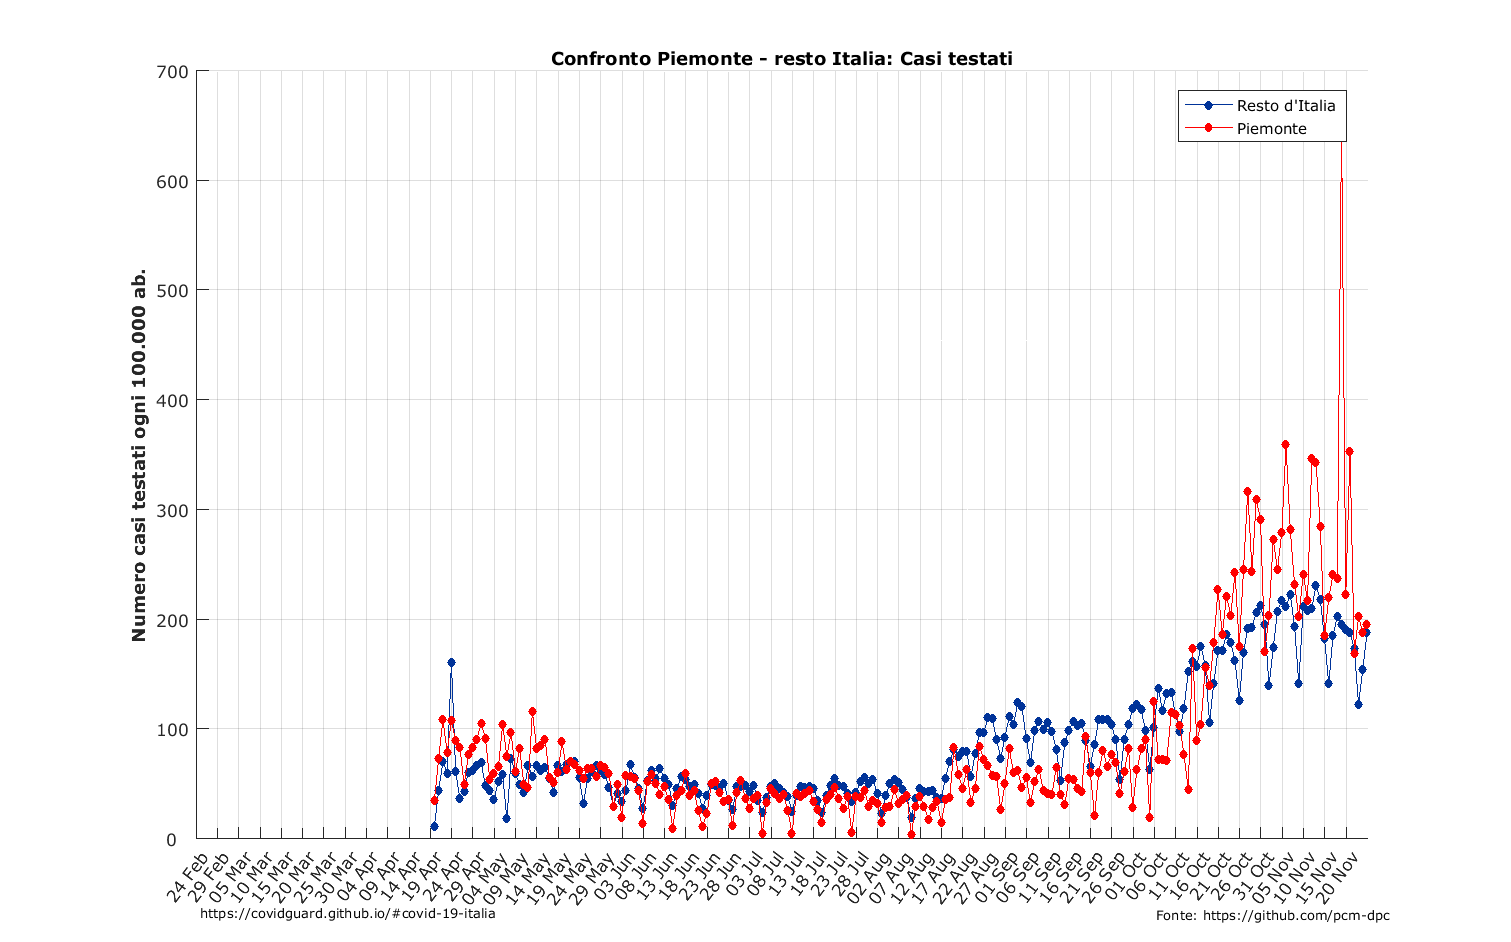 Confronto Piemonte - resto Italia: Casi testati
Resto d'Italia
Piemonte
Numero casi testati ogni 100.000 ab.
700
600
500
400
300
200
100
0
24 Feb
29 Feb
05 Mar
10 Mar
15 Mar
20 Mar
25 Mar
30 Mar
04 Apr
09 Apr
14 Apr
19 Apr
24 Apr
29 Apr
04 May
09 May
14 May
19 May
24 May
29 May
03 Jun
08 Jun
13 Jun
18 Jun
23 Jun
28 Jun
03 Jul
08 Jul
13 Jul
18 Jul
23 Jul
28 Jul
02 Aug
07 Aug
12 Aug
17 Aug
22 Aug
27 Aug
01 Sep
06 Sep
11 Sep
16 Sep
21 Sep
26 Sep
01 Oct
06 Oct
11 Oct
16 Oct
21 Oct
26 Oct
31 Oct
05 Nov
10 Nov
15 Nov
20 Nov
https://covidguard.github.io/#covid-19-italia
Fonte: https://github.com/pcm-dpc